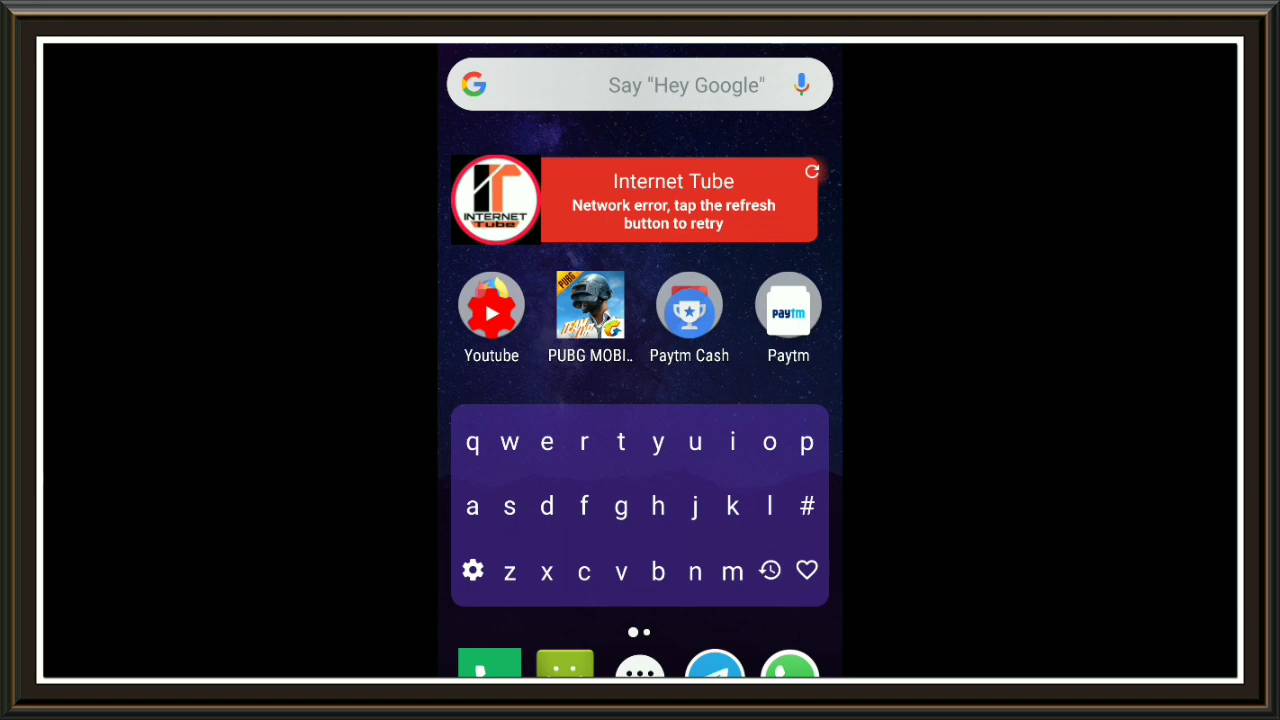 Say "Hey Google"
INTERNET
Tube
Internet Tube
Network error, tap the refresh
button to retry
PUBG
paytm
Youtube
PUBG MOBI..
Paytm Cash
Paytm
q w e r t y u i o p
a s d f g h j k l #
z x c v b n m